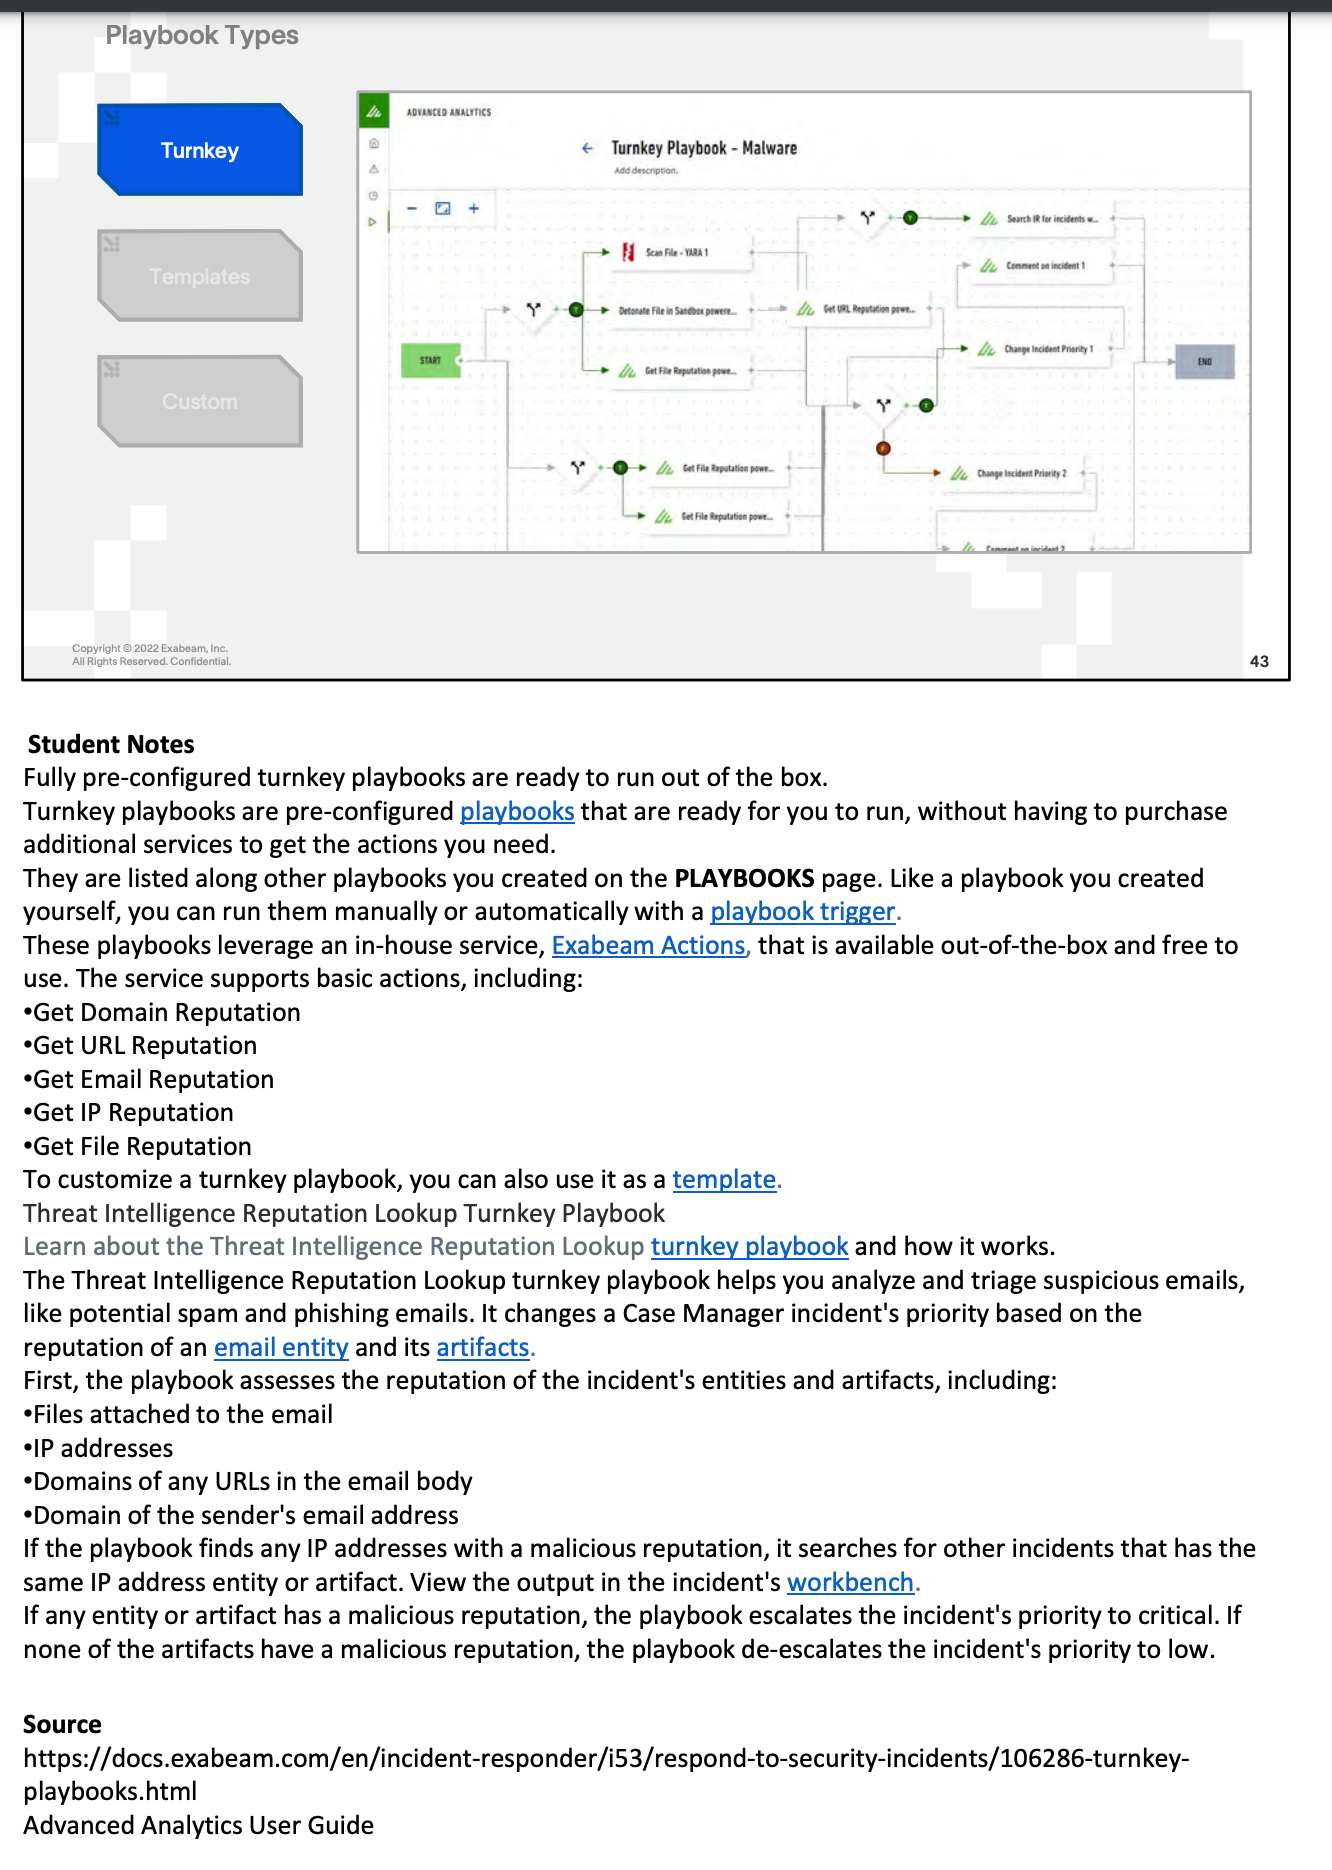 Playbook Types
Turnkey
Templates
Custom
ADVANCED ANALYTICS
Turnkey Playbook - Malware
Add description.
START
Scan File - YARA 1
Detonate File in Sandbox powere...
Get File Reputation powe...
Get File Reputation powe...
Get File Reputation powe...
Get URL Reputation powe...
Search IR for incidents w...
Comment on incident 1
Change Incident Priority 1
Change Incident Priority 2
Comment on incident 2
END
Copyright © 2022 Exabeam, Inc.
All Rights Reserved. Confidential.
43
Student Notes
Fully pre-configured turnkey playbooks are ready to run out of the box.
Turnkey playbooks are pre-configured playbooks that are ready for you to run, without having to purchase
additional services to get the actions you need.
They are listed along other playbooks you created on the PLAYBOOKS page. Like a playbook you created
yourself, you can run them manually or automatically with a playbook trigger.
These playbooks leverage an in-house service, Exabeam Actions, that is available out-of-the-box and free to
use. The service supports basic actions, including:
•Get Domain Reputation
•Get URL Reputation
•Get Email Reputation
•Get IP Reputation
•Get File Reputation
To customize a turnkey playbook, you can also use it as a template.
Threat Intelligence Reputation Lookup Turnkey Playbook
Learn about the Threat Intelligence Reputation Lookup turnkey playbook and how it works.
The Threat Intelligence Reputation Lookup turnkey playbook helps you analyze and triage suspicious emails,
like potential spam and phishing emails. It changes a Case Manager incident's priority based on the
reputation of an email entity and its artifacts.
First, the playbook assesses the reputation of the incident's entities and artifacts, including:
•Files attached to the email
•IP addresses
•Domains of any URLs in the email body
•Domain of the sender's email address
If the playbook finds any IP addresses with a malicious reputation, it searches for other incidents that has the
same IP address entity or artifact. View the output in the incident's workbench.
If any entity or artifact has a malicious reputation, the playbook escalates the incident's priority to critical. If
none of the artifacts have a malicious reputation, the playbook de-escalates the incident's priority to low.
Source
https://docs.exabeam.com/en/incident-responder/i53/respond-to-security-incidents/106286-turnkey-
playbooks.html
Advanced Analytics User Guide